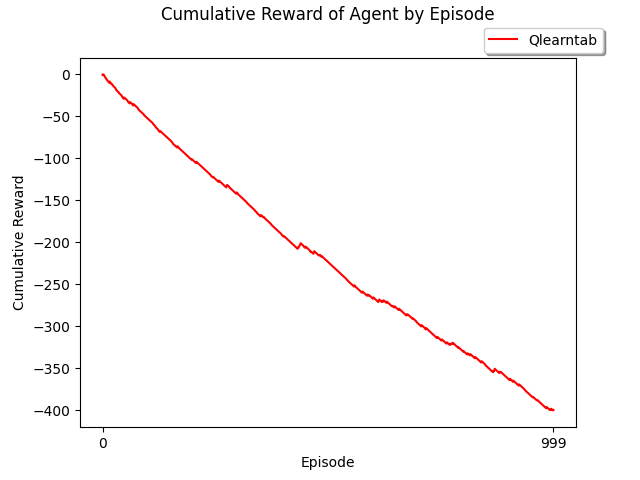 Cumulative Reward of Agent by Episode
Qlearntab
0
−50
−100
−150
−200
−250
−300
−350
−400
Cumulative Reward
0
999
Episode